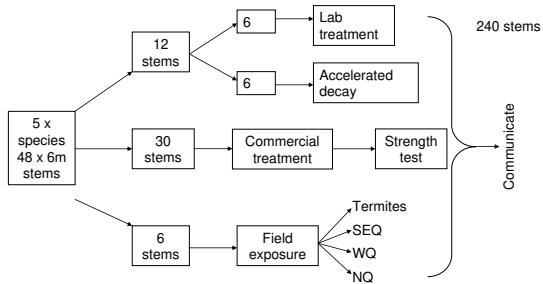 5 x
species
48 x 6m
stems
12
stems
6
Lab
treatment
6
Accelerated
decay
30
stems
Commercial
treatment
Strength
test
6
stems
Field
exposure
Termites
SEQ
WQ
NQ
240 stems
Communicate